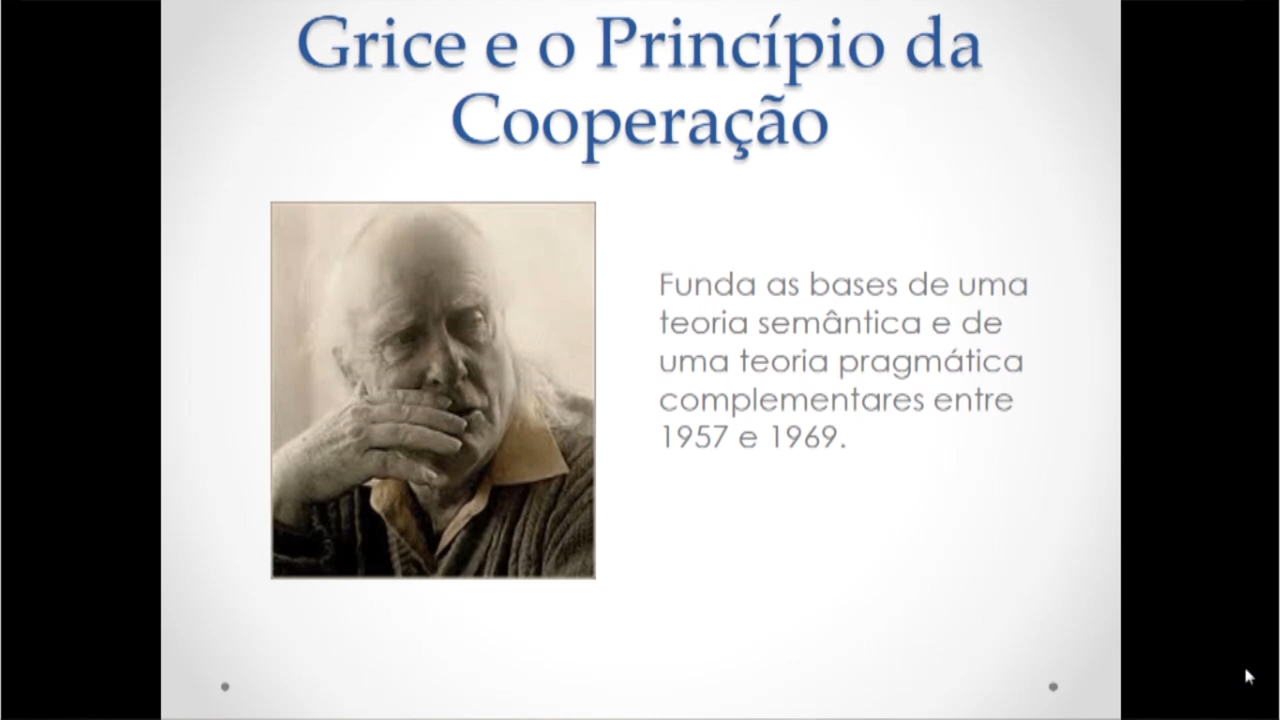 Grice e o Princípio da
Cooperação
Funda as bases de uma
teoria semântica e de
uma teoria pragmática
complementares entre
1957 e 1969.